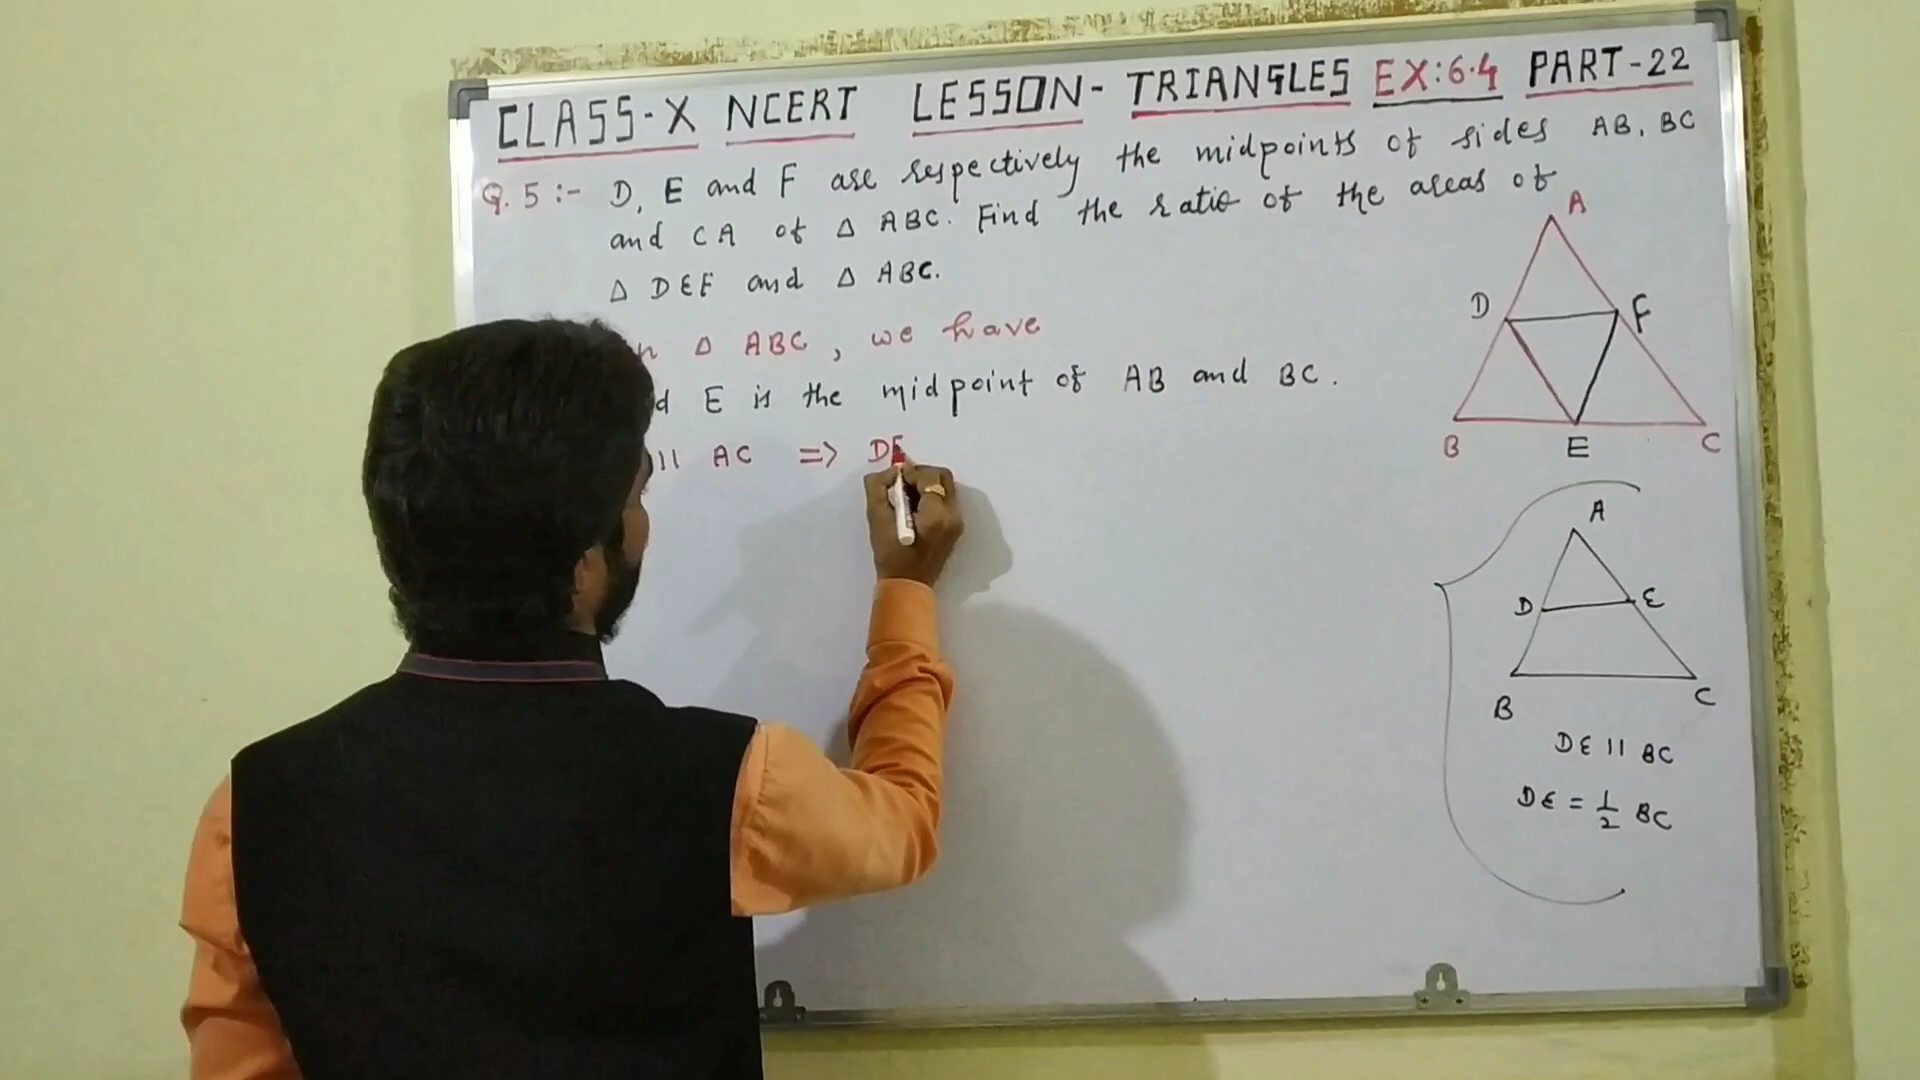 CLASS-X NCERT LESSON- TRIANGLES EX:6.4 PART-22
Q.5:- D, E and F are respectively the midpoints of sides AB, BC
and CA of △ ABC. Find the ratio of the areas of
△ DEF and △ ABC.
△ ABC, we have
E is the midpoint of AB and BC.
|| AC => DE
A
D
F
B
E
C
A
D
E
B
C
DE || BC
DE = 1/2 BC